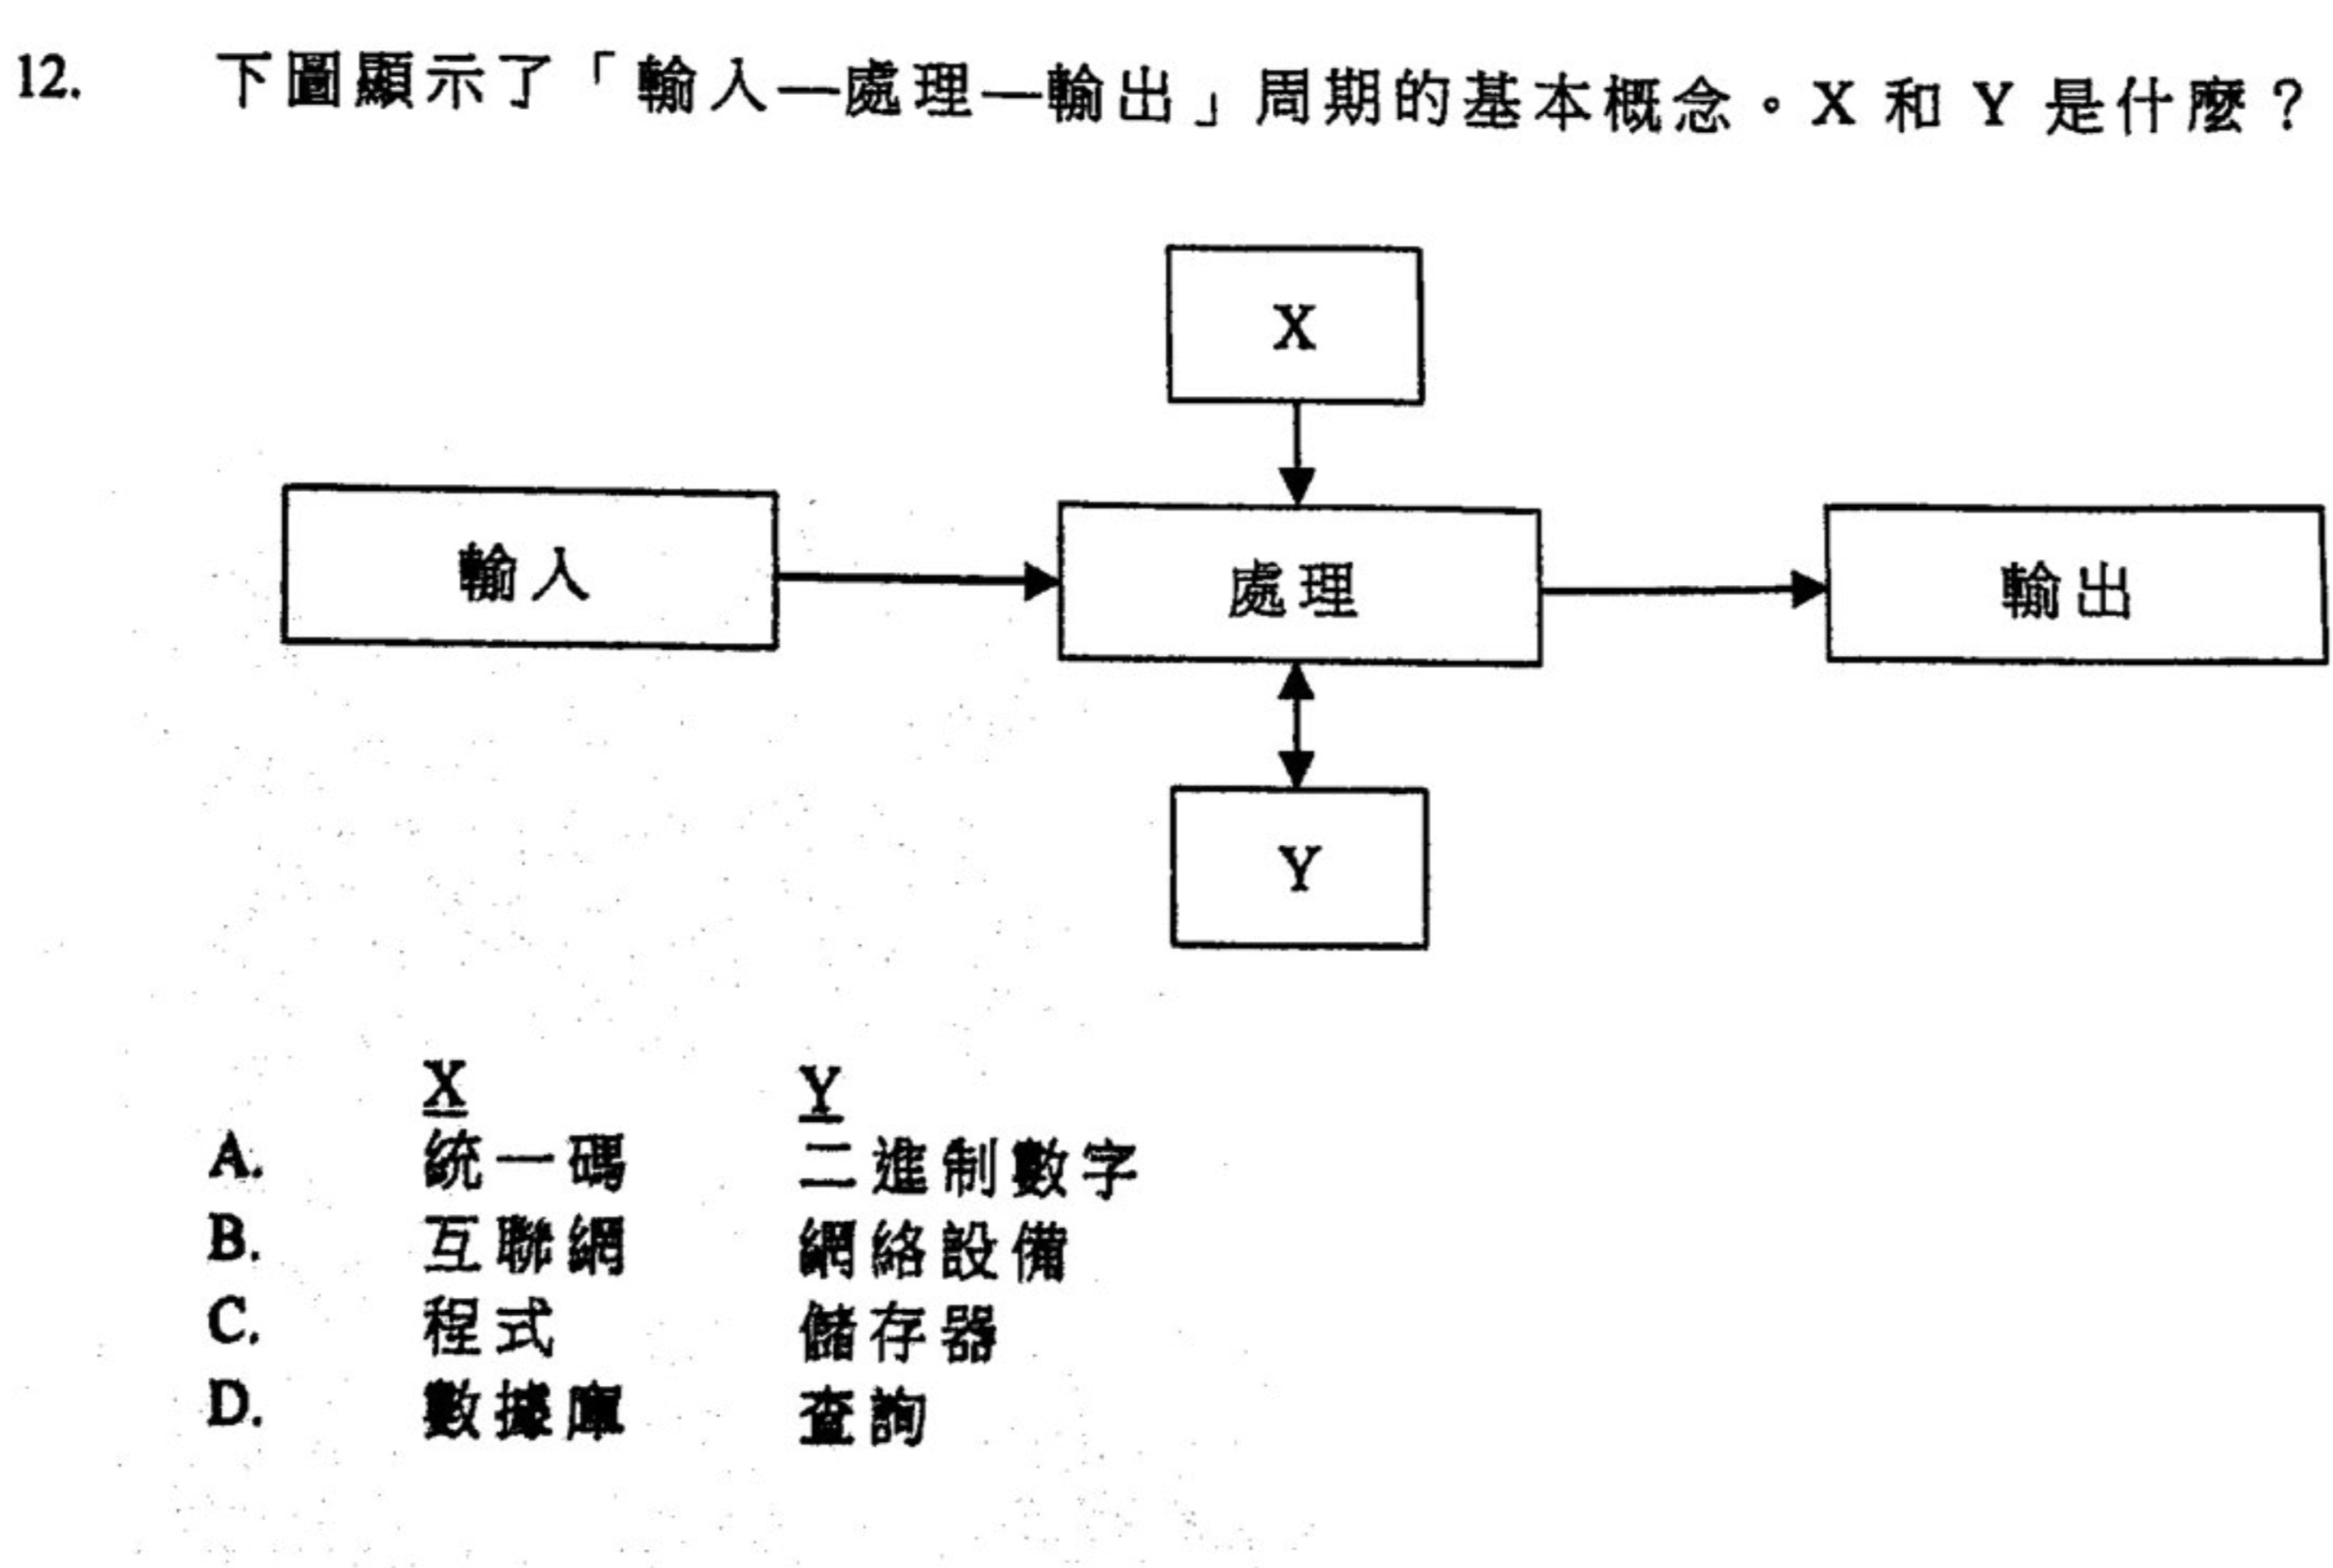 12. 下圖顯示了「輸入—處理—輸出」周期的基本概念。X 和 Y 是什麼？
X
輸入 處理 輸出
Y
X Y
A. 統一碼 二進制數字
B. 互聯網 網絡設備
C. 程式 儲存器
D. 數據庫 查詢